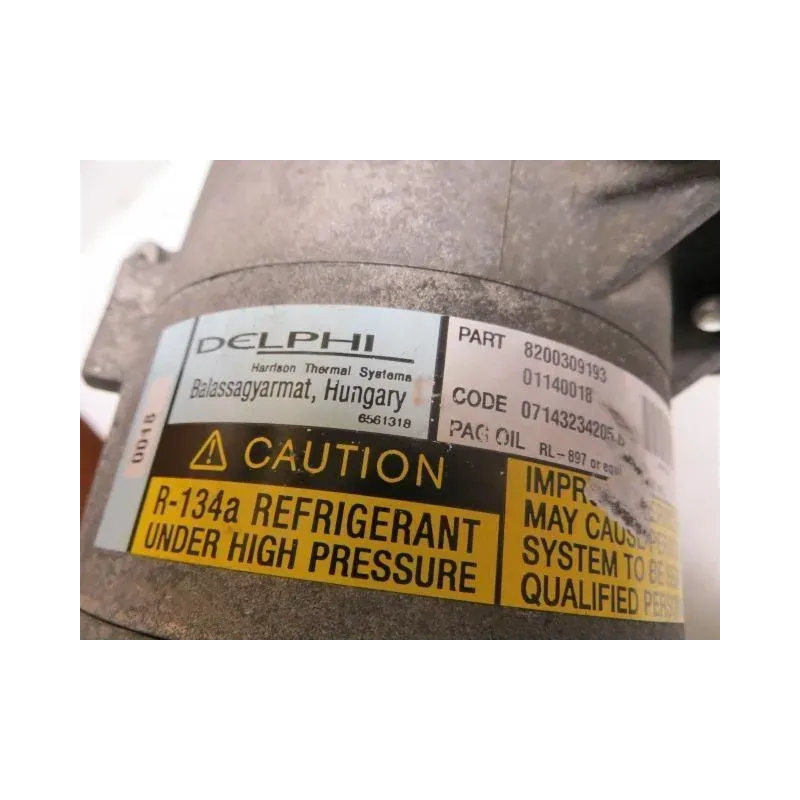 0018
DELPHI
Harrison Thermal Systems
Balassagyarmat, Hungary
6561318
PART 8200309193
01140018
CODE 07143234205
PAG OIL RL-897 or
CAUTION
R-134a REFRIGERANT
UNDER HIGH PRESSURE
MAY CAUSE
SYSTEM TO BE
QUALIFIED